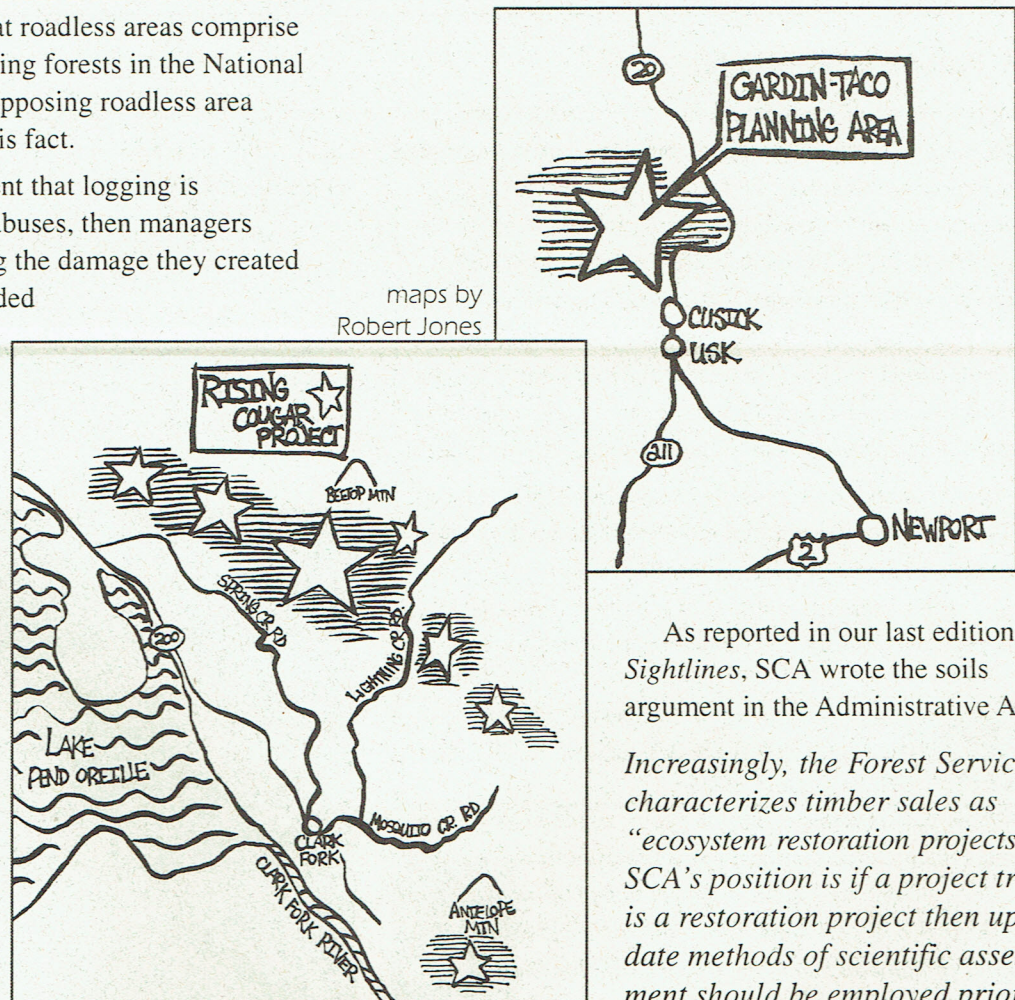 at roadless areas comprise
ing forests in the National
pposing roadless area
is fact.
ent that logging is
buses, then managers
g the damage they created
ded
maps by
Robert Jones
20
GARDIN-TACO
PLANNING AREA
CUSICK
USK
211
NEWPORT
2
RISING
COUGAR
PROJECT
BEETOP MTN
SPRING CR. RD
LIGHTNING CR. RD.
200
LAKE
PEND OREILLE
CLARK
FORK
MOSQUITO CR. RD
CLARK FORK RIVER
ANTELOPE
MTN
As reported in our last edition
Sightlines, SCA wrote the soils
argument in the Administrative A
Increasingly, the Forest Servic
characterizes timber sales as
“ecosystem restoration projects
SCA’s position is if a project tr
is a restoration project then up
date methods of scientific asse
ment should be employed prior